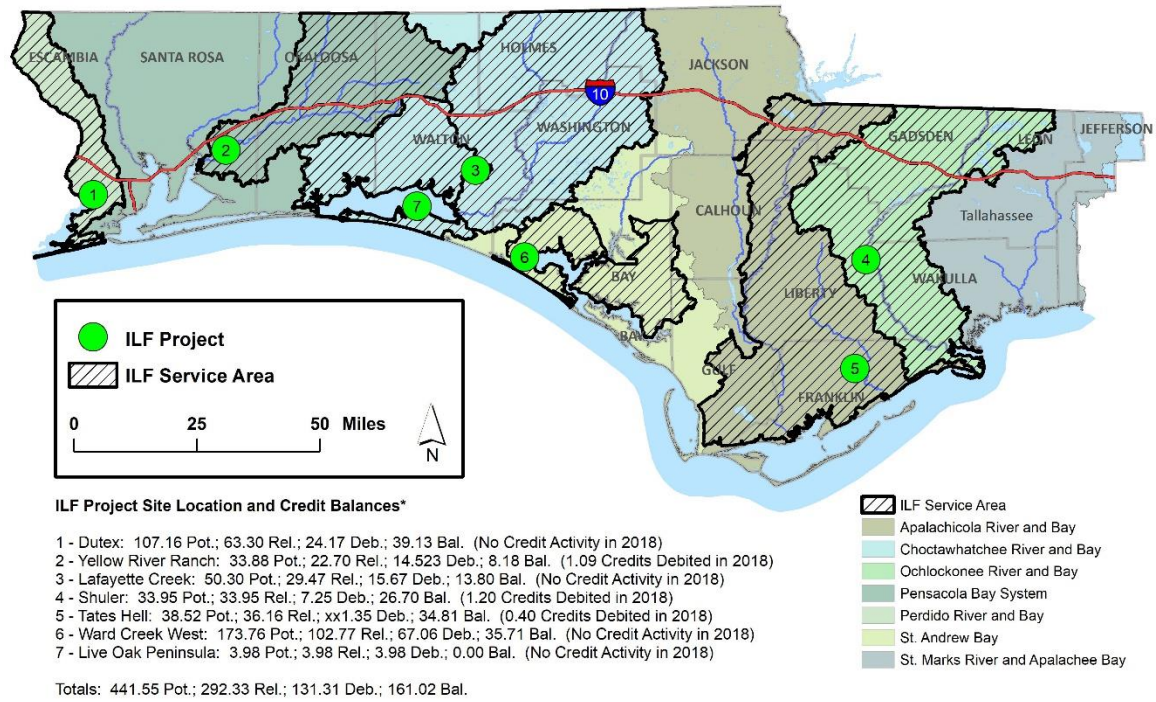 ESCAMBIA
SANTA ROSA
OKALOOSA
HOLMES
JACKSON
10
WALTON
WASHINGTON
GADSDEN
LEON
JEFFERSON
1
2
3
7
CALHOUN
Tallahassee
6
BAY
4
LIBERTY
WAKULLA
BAY
GULF
5
FRANKLIN
ILF Project
ILF Service Area
0 25 50 Miles
N
ILF Project Site Location and Credit Balances*
1 - Dutex: 107.16 Pot.; 63.30 Rel.; 24.17 Deb.; 39.13 Bal. (No Credit Activity in 2018)
2 - Yellow River Ranch: 33.88 Pot.; 22.70 Rel.; 14.523 Deb.; 8.18 Bal. (1.09 Credits Debited in 2018)
3 - Lafayette Creek: 50.30 Pot.; 29.47 Rel.; 15.67 Deb.; 13.80 Bal. (No Credit Activity in 2018)
4 - Shuler: 33.95 Pot.; 33.95 Rel.; 7.25 Deb.; 26.70 Bal. (1.20 Credits Debited in 2018)
5 - Tates Hell: 38.52 Pot.; 36.16 Rel.; xx1.35 Deb.; 34.81 Bal. (0.40 Credits Debited in 2018)
6 - Ward Creek West: 173.76 Pot.; 102.77 Rel.; 67.06 Deb.; 35.71 Bal. (No Credit Activity in 2018)
7 - Live Oak Peninsula: 3.98 Pot.; 3.98 Rel.; 3.98 Deb.; 0.00 Bal. (No Credit Activity in 2018)
Totals: 441.55 Pot.; 292.33 Rel.; 131.31 Deb.; 161.02 Bal.
ILF Service Area
Apalachicola River and Bay
Choctawhatchee River and Bay
Ochlockonee River and Bay
Pensacola Bay System
Perdido River and Bay
St. Andrew Bay
St. Marks River and Apalachee Bay